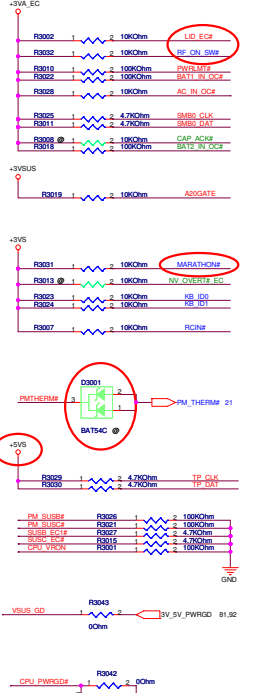 +3VA_EC
R3002 1 2 10KOhm LID_EC#
R3032 1 2 10KOhm RF_ON_SW#
R3010 1 2 100KOhm PWRLMT#
R3022 1 2 100KOhm BAT1_IN_OC#
R3028 1 2 10KOhm AC_IN_OC#
R3025 1 2 4.7KOhm SMB0_CLK
R3011 1 2 4.7KOhm SMB0_DAT
R3008 @ 1 2 10KOhm CAP_ACK#
R3018 1 2 100KOhm BAT2_IN_OC#
+3VSUS
R3019 1 2 10KOhm A20GATE
+3VS
R3031 1 2 10KOhm MARATHON#
R3013 @ 1 2 10KOhm NV_OVERT#_EC
R3023 1 2 10KOhm KB_ID0
R3024 1 2 10KOhm KB_ID1
R3007 1 2 10KOhm RCIN#
D3001
PMTHERM# 3 2 1 PM_THERM# 21
BAT54C @
+5VS
R3029 1 2 4.7KOhm TP_CLK
R3030 1 2 4.7KOhm TP_DAT
PM_SUSB# R3026 1 2 100KOhm
PM_SUSC# R3021 1 2 100KOhm
SUSB_EC1# R3027 1 2 4.7KOhm
SUSC_EC# R3015 1 2 4.7KOhm
CPU_VRON R3001 1 2 100KOhm
GND
R3043
VSUS_GD 1 2 3V_5V_PWRGD 81,92
0Ohm
R3042
CPU_PWRGD# 1 2 0Ohm